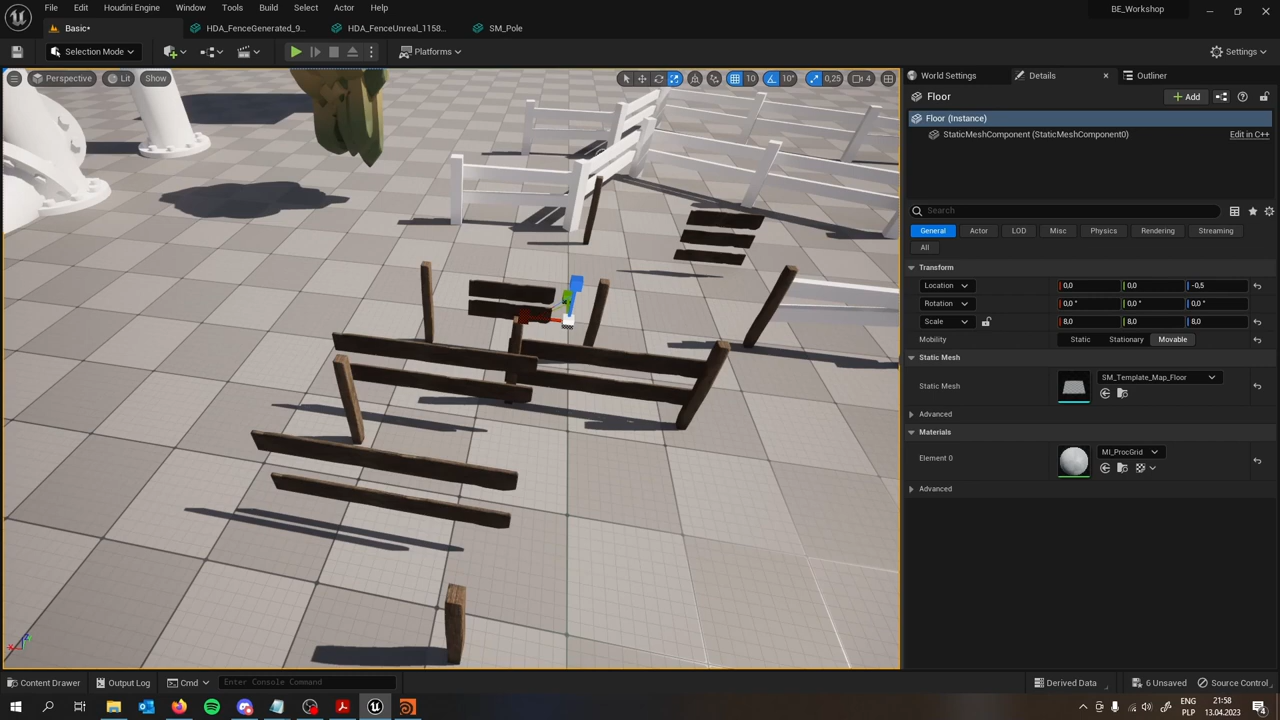 File Edit Houdini Engine Window Tools Build Select Actor Help BE_Workshop
Basic* HDA_FenceGenerated_9... HDA_FenceUnreal_1158... SM_Pole
Selection Mode Platforms Settings
Perspective Lit Show 10 10° 0,25 4
World Settings Details Outliner
Floor + Add
Floor (Instance)
StaticMeshComponent (StaticMeshComponent0) Edit in C++
Search
General Actor LOD Misc Physics Rendering Streaming
All
Transform
Location 0,0 0,0 -0,5
Rotation 0,0 ° 0,0 ° 0,0 °
Scale 8,0 8,0 8,0
Mobility Static Stationary Movable
Static Mesh
Static Mesh SM_Template_Map_Floor
Advanced
Materials
Element 0 MI_ProcGrid
Advanced
Content Drawer Output Log Cmd Enter Console Command Derived Data 6 Unsaved Source Control
ENG 21:58
PLP 13.04.2023